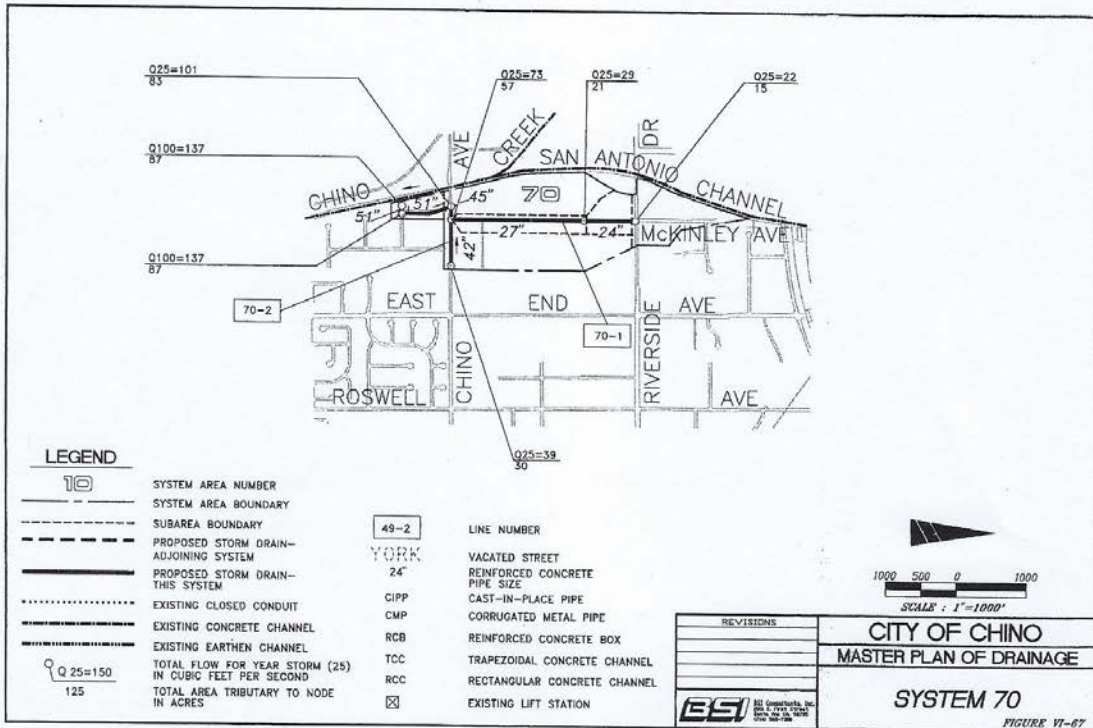 Q25=101
83
Q25=73
57
Q25=29
21
Q25=22
15
Q100=137
87
AVE
CREEK
DR
SAN ANTONIO CHANNEL
CHINO
51"
51"
45"
70
27"
24"
McKINLEY AVE
42"
Q100=137
87
70-2
EAST END AVE
70-1
CHINO
RIVERSIDE
ROSWELL AVE
Q25=39
30
LEGEND
10 SYSTEM AREA NUMBER
SYSTEM AREA BOUNDARY
SUBAREA BOUNDARY
PROPOSED STORM DRAIN-
ADJOINING SYSTEM
PROPOSED STORM DRAIN-
THIS SYSTEM
EXISTING CLOSED CONDUIT
EXISTING CONCRETE CHANNEL
EXISTING EARTHEN CHANNEL
Q 25=150 TOTAL FLOW FOR YEAR STORM (25)
IN CUBIC FEET PER SECOND
125 TOTAL AREA TRIBUTARY TO NODE
IN ACRES
49-2 LINE NUMBER
YORK VACATED STREET
24" REINFORCED CONCRETE
PIPE SIZE
CIPP CAST-IN-PLACE PIPE
CMP CORRUGATED METAL PIPE
RCB REINFORCED CONCRETE BOX
TCC TRAPEZOIDAL CONCRETE CHANNEL
RCC RECTANGULAR CONCRETE CHANNEL
EXISTING LIFT STATION
1000 500 0 1000
SCALE : 1"=1000'
REVISIONS
CITY OF CHINO
MASTER PLAN OF DRAINAGE
SYSTEM 70
BSI
BSI Consultants, Inc.
FIGURE VI-67